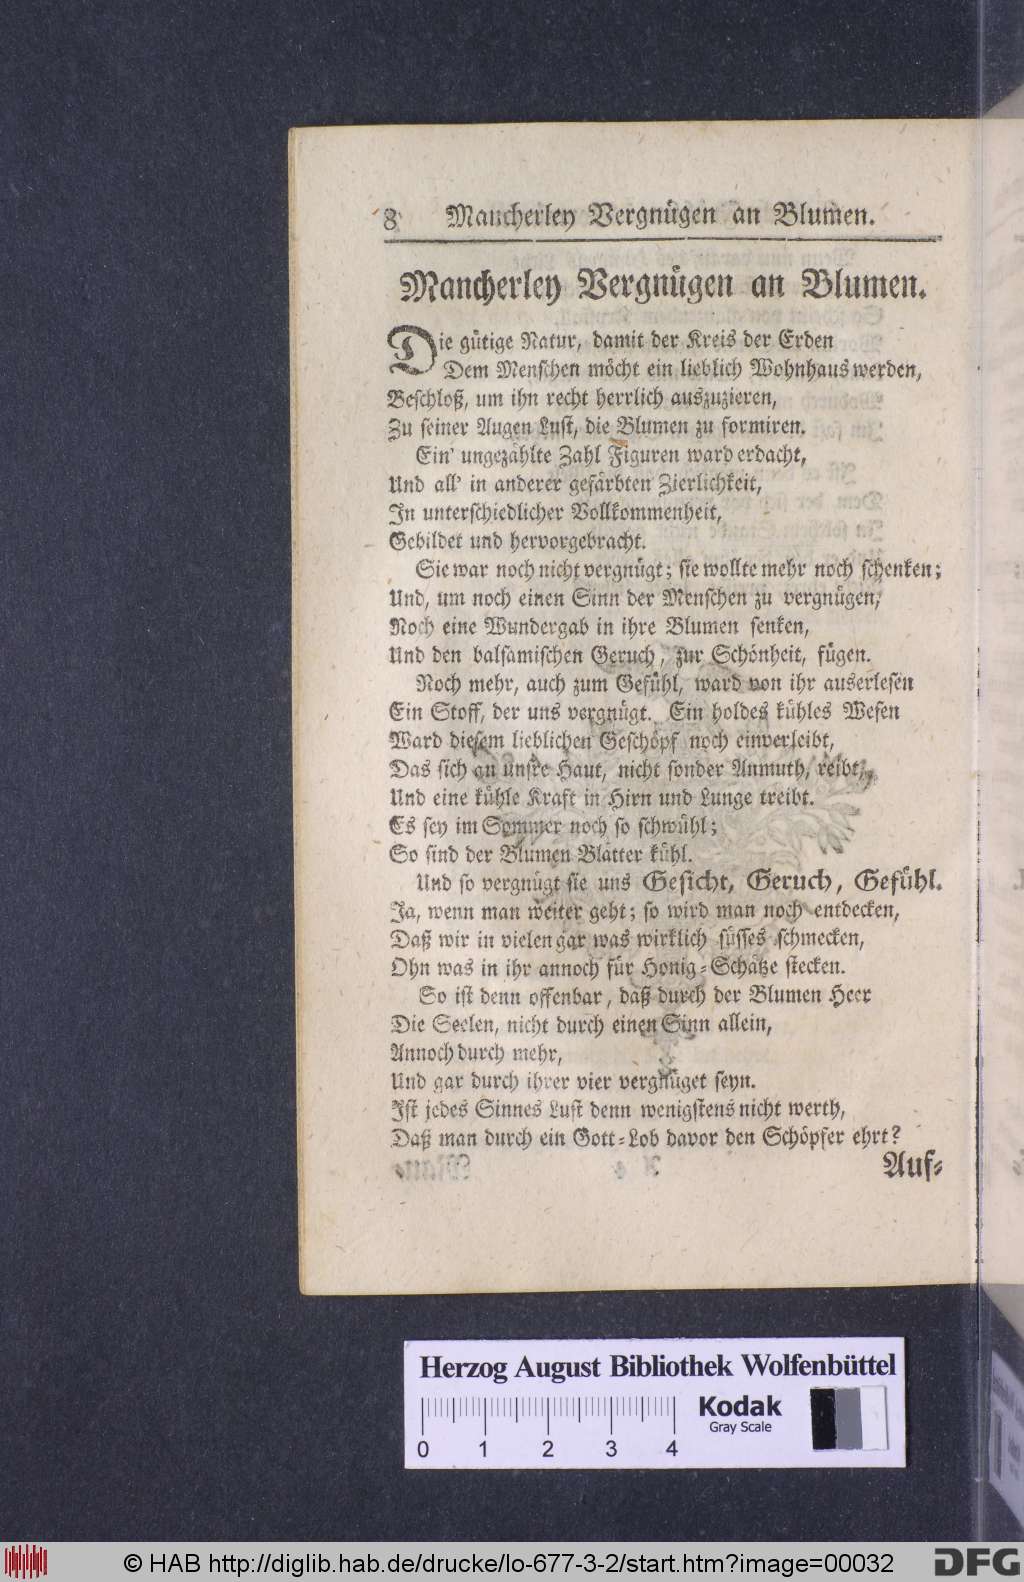 8 Mancherley Vergnügen an Blumen.
Mancherley Vergnügen an Blumen.
Die gütige Natur, damit der Kreis der Erden
Dem Menschen möcht ein lieblich Wohnhaus werden,
Beschloß, um ihn recht herrlich auszuzieren,
Zu seiner Augen Lust, die Blumen zu formiren.
Ein' ungezählte Zahl Figuren ward erdacht,
Und all' in anderer gefärbten Zierlichkeit,
In unterschiedlicher Vollkommenheit,
Gebildet und hervorgebracht.
Sie war noch nicht vergnügt; sie wollte mehr noch schenken;
Und, um noch einen Sinn der Menschen zu vergnügen,
Noch eine Wundergab in ihre Blumen senken,
Und den balsamischen Geruch, zur Schönheit, fügen.
Noch mehr, auch zum Gefühl, ward von ihr auserlesen
Ein Stoff, der uns vergnügt. Ein holdes kühles Wesen
Ward diesem lieblichen Geschöpf noch einverleibt,
Das sich an unsre Haut, nicht sonder Anmuth, reibt,
Und eine kühle Kraft in Hirn und Lunge treibt.
Es sey im Sommer noch so schwühl;
So sind der Blumen Blätter kühl.
Und so vergnügt sie uns Gesicht, Geruch, Gefühl.
Ja, wenn man weiter geht; so wird man noch entdecken,
Daß wir in vielen gar was wirklich süsses schmecken,
Ohn was in ihr annoch für Honig-Schätze stecken.
So ist denn offenbar, daß durch der Blumen Heer
Die Seelen, nicht durch einen Sinn allein,
Annoch durch mehr,
Und gar durch ihrer vier vergnüget seyn.
Ist jedes Sinnes Lust denn wenigstens nicht werth,
Daß man durch ein Gott-Lob davor den Schöpfer ehrt?
Auf-
Herzog August Bibliothek Wolfenbüttel
Kodak
Gray Scale
0 1 2 3 4
© HAB http://diglib.hab.de/drucke/lo-677-3-2/start.htm?image=00032
DFG